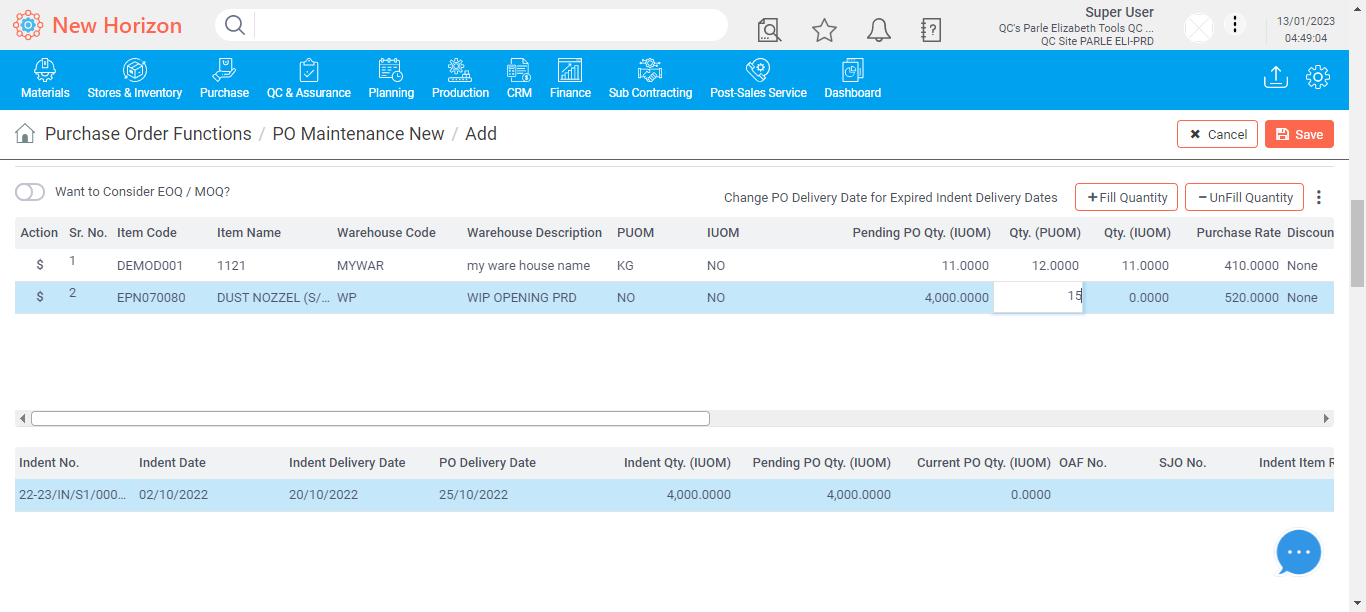 New Horizon
Super User
QC's Parle Elizabeth Tools QC ...
QC Site PARLE ELI-PRD
13/01/2023
04:49:04
Materials Stores & Inventory Purchase QC & Assurance Planning Production CRM Finance Sub Contracting Post-Sales Service Dashboard
Purchase Order Functions / PO Maintenance New / Add
Cancel Save
Want to Consider EOQ / MOQ?
Change PO Delivery Date for Expired Indent Delivery Dates + Fill Quantity − UnFill Quantity
Action Sr. No. Item Code Item Name Warehouse Code Warehouse Description PUOM IUOM Pending PO Qty. (IUOM) Qty. (PUOM) Qty. (IUOM) Purchase Rate Discoun
$ 1 DEMOD001 1121 MYWAR my ware house name KG NO 11.0000 12.0000 11.0000 410.0000 None
$ 2 EPN070080 DUST NOZZEL (S/... WP WIP OPENING PRD NO NO 4,000.0000 15 0.0000 520.0000 None
Indent No. Indent Date Indent Delivery Date PO Delivery Date Indent Qty. (IUOM) Pending PO Qty. (IUOM) Current PO Qty. (IUOM) OAF No. SJO No. Indent Item R
22-23/IN/S1/000... 02/10/2022 20/10/2022 25/10/2022 4,000.0000 4,000.0000 0.0000